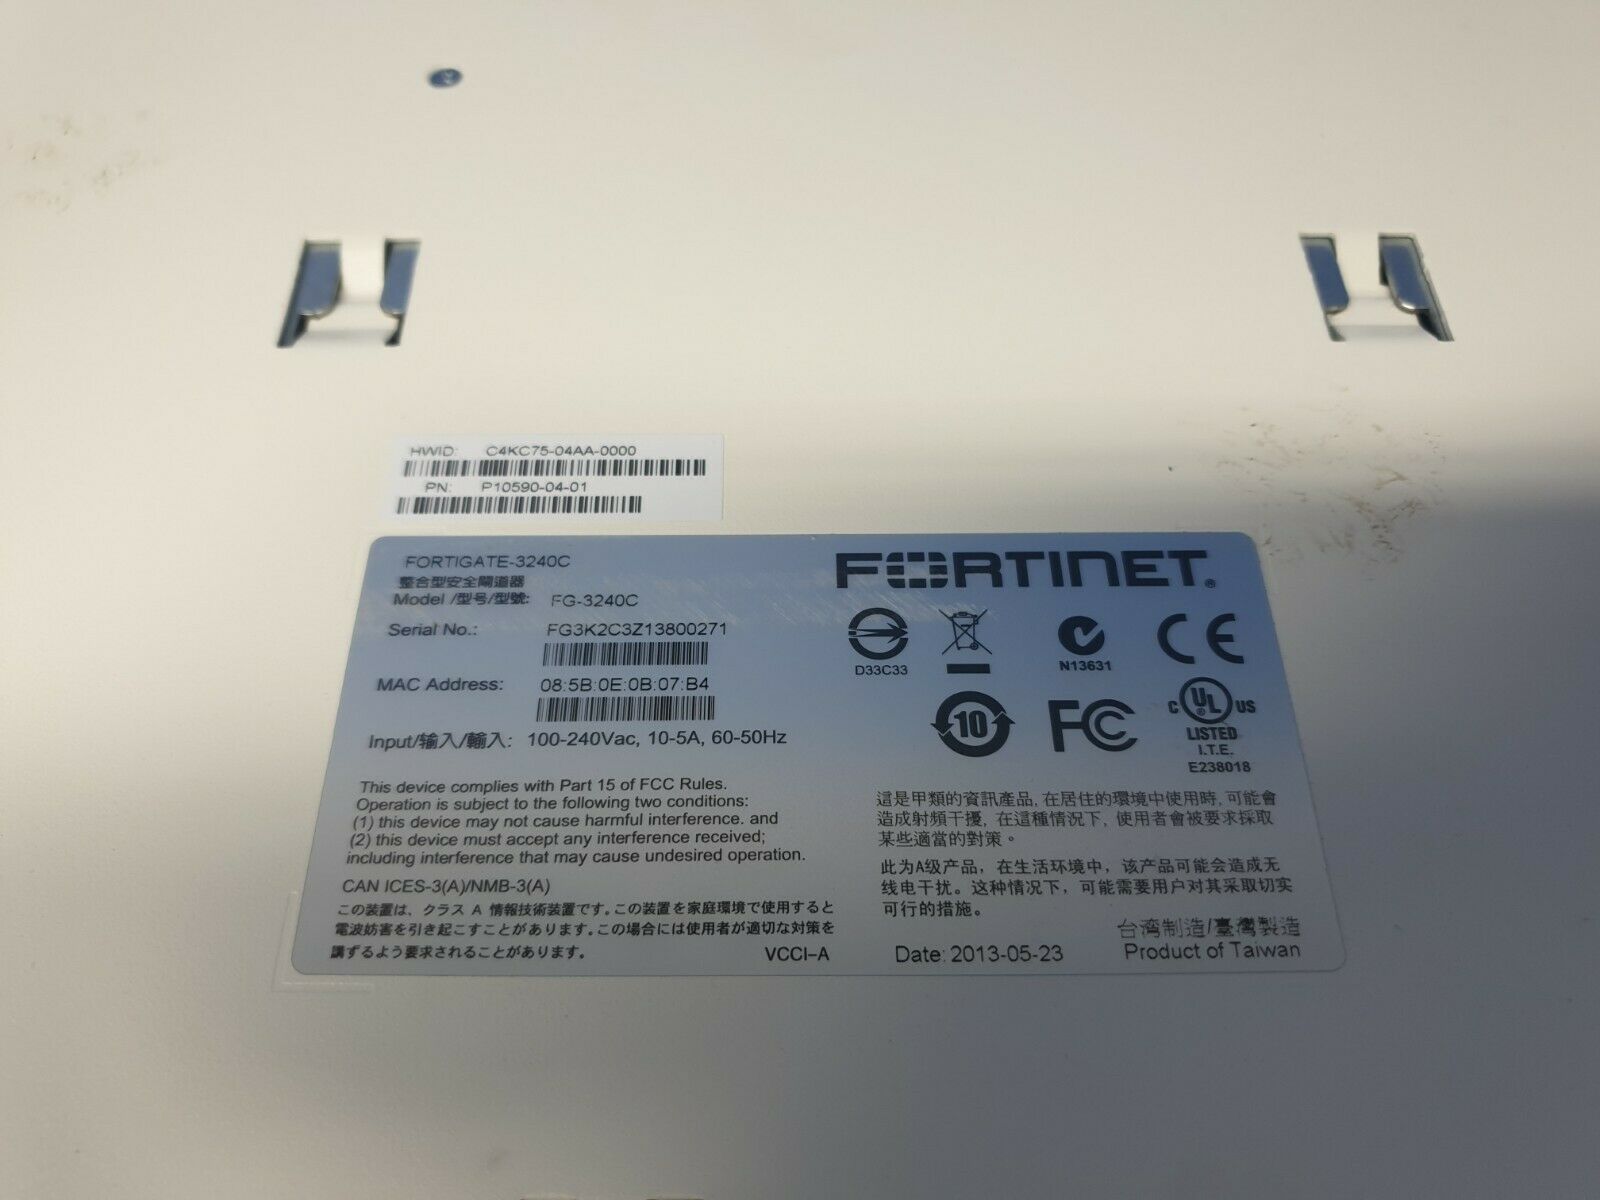 HWID: C4KC75-04AA-0000
PN: P10590-04-01
FORTIGATE-3240C
整合型安全閘道器
Model /型号/型號: FG-3240C
Serial No.: FG3K2C3Z13800271
MAC Address: 08:5B:0E:0B:07:B4
Input/输入/輸入: 100-240Vac, 10-5A, 60-50Hz
FORTINET®
D33C33
N13631
CE
10
FC
C UL® US
LISTED
I.T.E.
E238018
This device complies with Part 15 of FCC Rules.
Operation is subject to the following two conditions:
(1) this device may not cause harmful interference. and
(2) this device must accept any interference received;
including interference that may cause undesired operation.
CAN ICES-3(A)/NMB-3(A)
この装置は、クラス A 情報技術装置です。この装置を家庭環境で使用すると
電波妨害を引き起こすことがあります。この場合には使用者が適切な対策を
講ずるよう要求されることがあります。
VCCI-A
這是甲類的資訊產品, 在居住的環境中使用時, 可能會
造成射頻干擾, 在這種情況下, 使用者會被要求採取
某些適當的對策。
此为A级产品，在生活环境中，该产品可能会造成无
线电干扰。这种情况下，可能需要用户对其采取切实
可行的措施。
台湾制造/臺灣製造
Date: 2013-05-23
Product of Taiwan